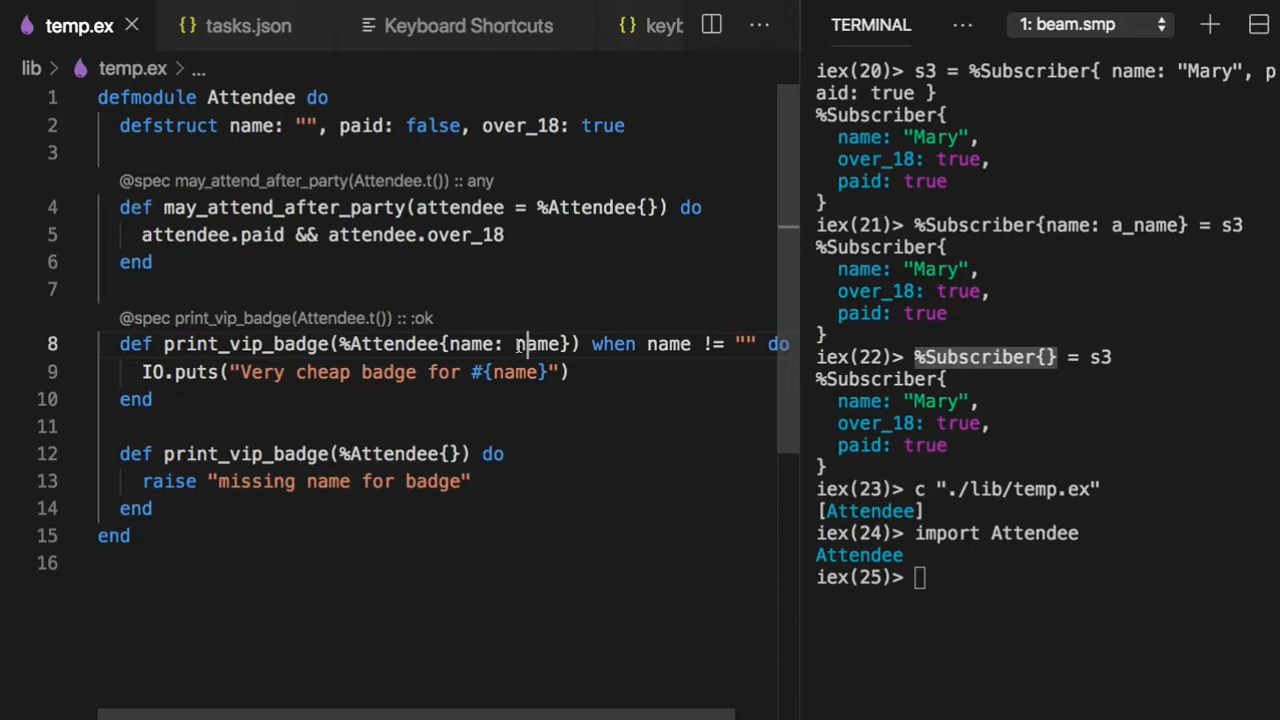 temp.ex
tasks.json
Keyboard Shortcuts
keyb
TERMINAL
1: beam.smp
lib > temp.ex > ...
1 defmodule Attendee do
2 defstruct name: "", paid: false, over_18: true
3
@spec may_attend_after_party(Attendee.t()) :: any
4 def may_attend_after_party(attendee = %Attendee{}) do
5 attendee.paid && attendee.over_18
6 end
7
@spec print_vip_badge(Attendee.t()) :: :ok
8 def print_vip_badge(%Attendee{name: name}) when name != "" do
9 IO.puts("Very cheap badge for #{name}")
10 end
11
12 def print_vip_badge(%Attendee{}) do
13 raise "missing name for badge"
14 end
15 end
16
iex(20)> s3 = %Subscriber{ name: "Mary", p
aid: true }
%Subscriber{
name: "Mary",
over_18: true,
paid: true
}
iex(21)> %Subscriber{name: a_name} = s3
%Subscriber{
name: "Mary",
over_18: true,
paid: true
}
iex(22)> %Subscriber{} = s3
%Subscriber{
name: "Mary",
over_18: true,
paid: true
}
iex(23)> c "./lib/temp.ex"
[Attendee]
iex(24)> import Attendee
Attendee
iex(25)>